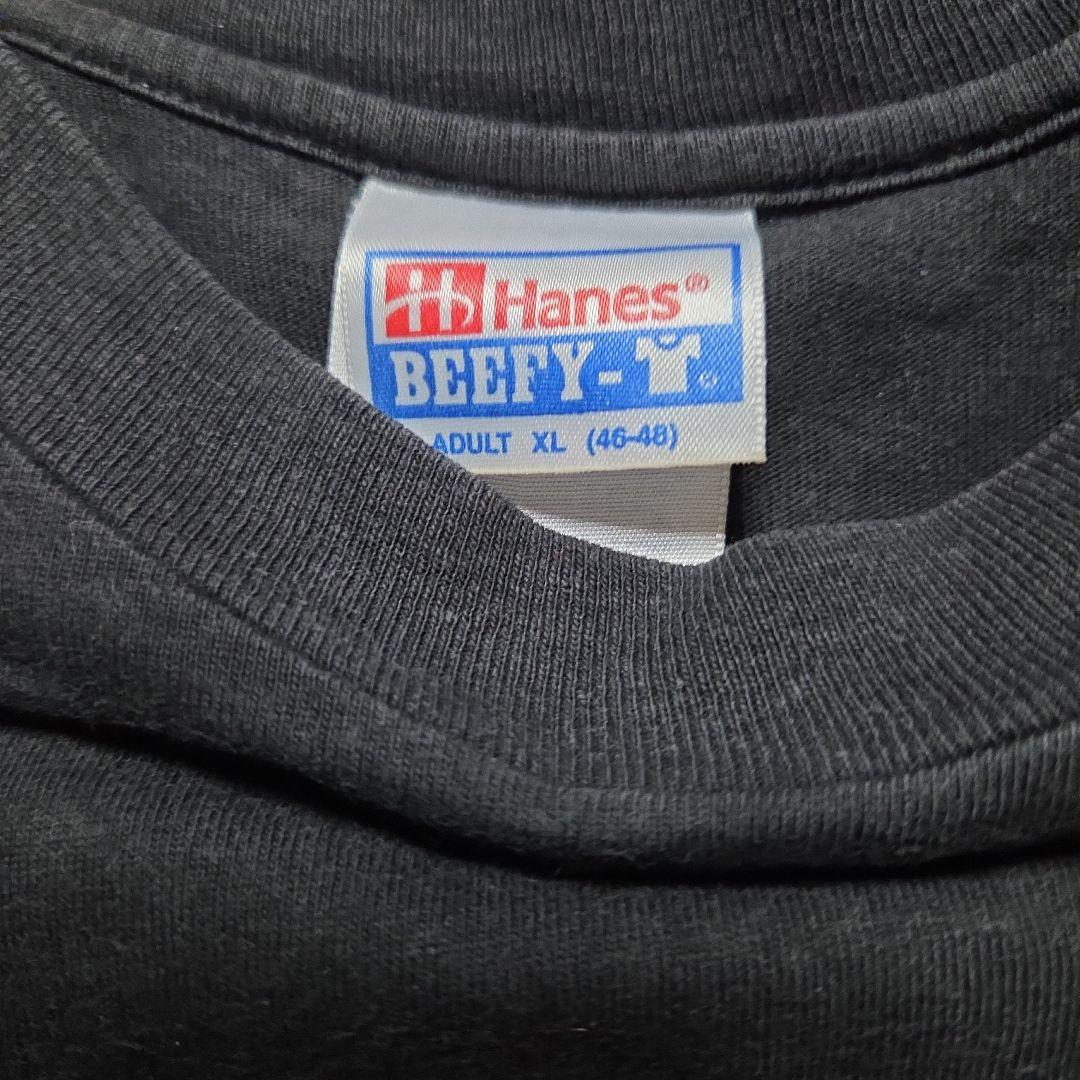 H Hanes®
BEEFY-T
ADULT XL (46-48)